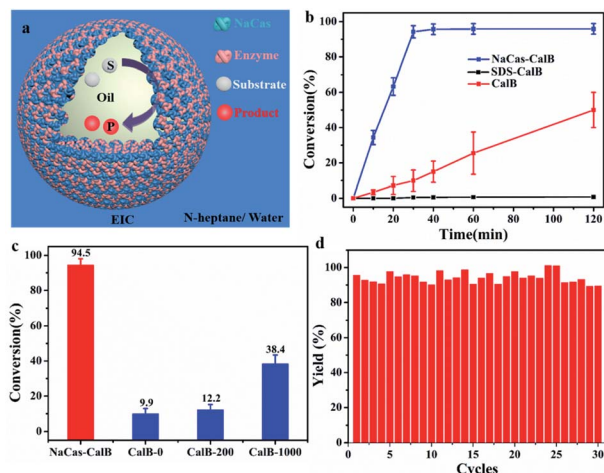 a
NaCas
Enzyme
S
Substrate
Oil
P
Product
EIC
N-heptane/ Water
b
Conversion(%)
100
80
60
40
20
0
NaCas-CalB
SDS-CalB
CalB
0
20
40
60
80
100
120
Time(min)
c
Conversion(%)
100
80
60
40
20
0
94.5
9.9
12.2
38.4
NaCas-CalB
CalB-0
CalB-200
CalB-1000
d
Yield (%)
120
100
80
60
40
20
0
0
5
10
15
20
25
30
Cycles